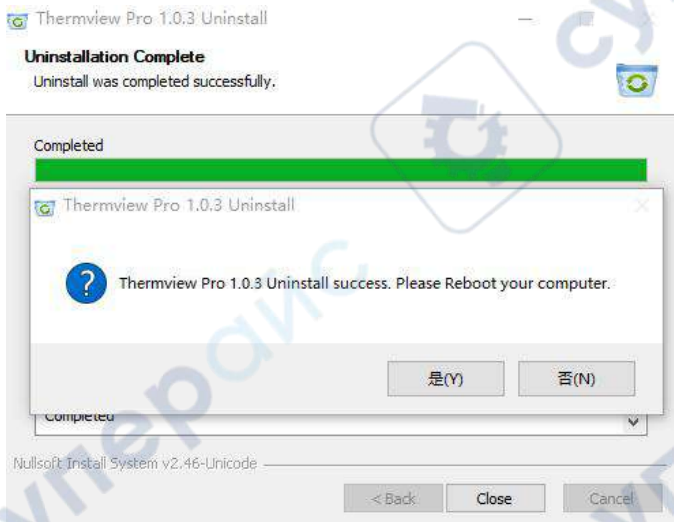 Thermview Pro 1.0.3 Uninstall
Uninstallation Complete
Uninstall was completed successfully.
Completed
Thermview Pro 1.0.3 Uninstall
Thermview Pro 1.0.3 Uninstall success. Please Reboot your computer.
是(Y) 否(N)
Completed
Nullsoft Install System v2.46-Unicode
< Back Close Cancel